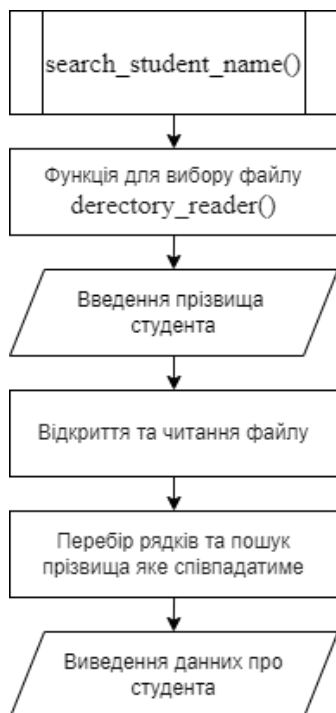 search_student_name()
Функція для вибору файлу
derectory_reader()
Введення прізвища
студента
Відкриття та читання файлу
Перебір рядків та пошук
прізвища яке співпадатиме
Виведення данних про
студента